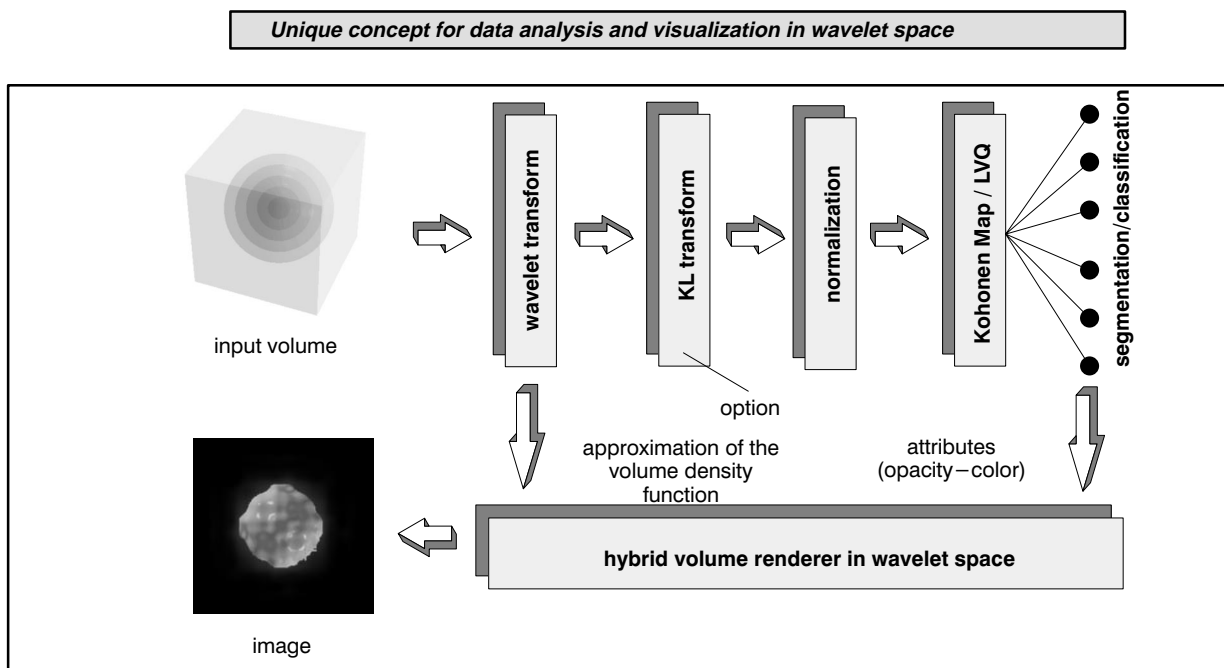 Unique concept for data analysis and visualization in wavelet space
input volume
wavelet transform
KL transform
normalization
Kohonen Map / LVQ
segmentation/classification
option
approximation of the
volume density
function
attributes
(opacity−color)
hybrid volume renderer in wavelet space
image